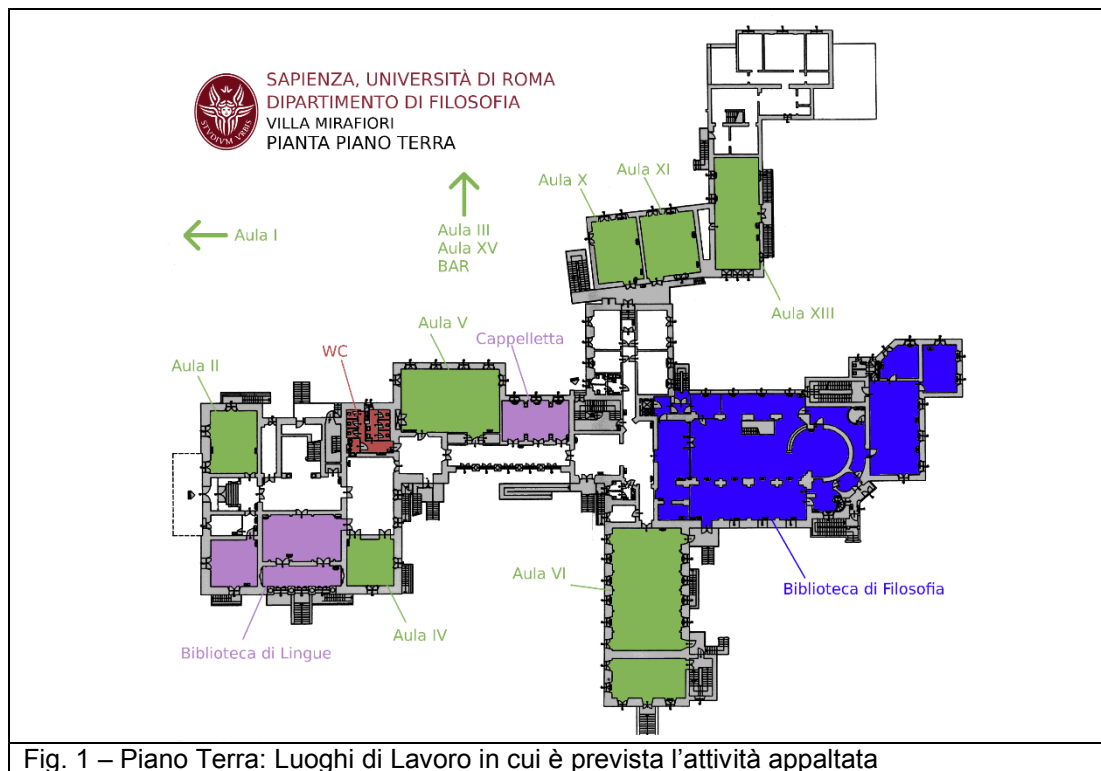 SAPIENZA, UNIVERSITÀ DI ROMA
DIPARTIMENTO DI FILOSOFIA
VILLA MIRAFIORI
PIANTA PIANO TERRA
STVDIVM VRBIS
Aula I
Aula III
Aula XV
BAR
Aula X
Aula XI
Aula XIII
Aula V
Cappelletta
WC
Aula II
Aula VI
Biblioteca di Filosofia
Aula IV
Biblioteca di Lingue
Fig. 1 – Piano Terra: Luoghi di Lavoro in cui è prevista l’attività appaltata